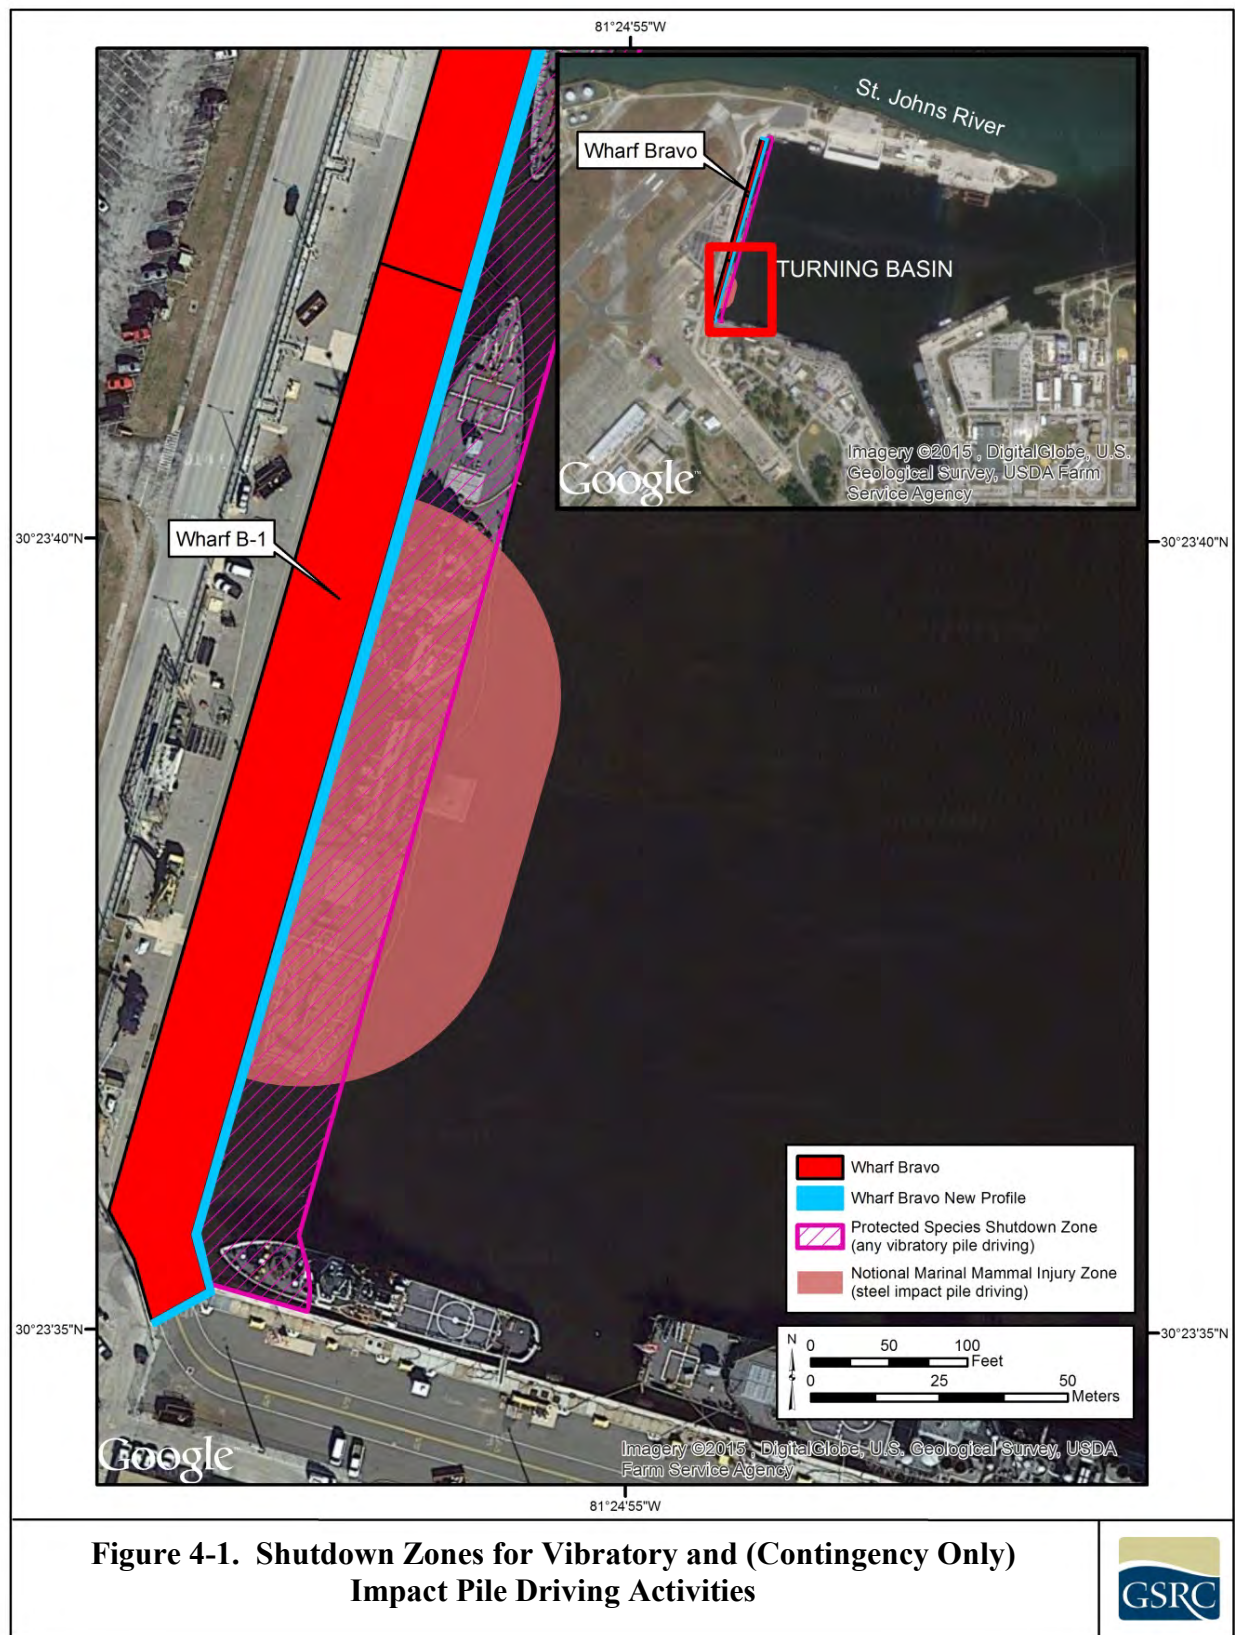 81°24'55"W
St. Johns River
Wharf Bravo
TURNING BASIN
Imagery ©2015 , DigitalGlobe, U.S.
Geological Survey, USDA Farm
Service Agency
Google
30°23'40"N
30°23'40"N
Wharf B-1
Wharf Bravo
Wharf Bravo New Profile
Protected Species Shutdown Zone
(any vibratory pile driving)
Notional Marinal Mammal Injury Zone
(steel impact pile driving)
30°23'35"N
30°23'35"N
N
0 50 100
Feet
0 25 50
Meters
Google
Imagery ©2015 , DigitalGlobe, U.S. Geological Survey, USDA
Farm Service Agency
81°24'55"W
Figure 4-1. Shutdown Zones for Vibratory and (Contingency Only)
Impact Pile Driving Activities
GSRC